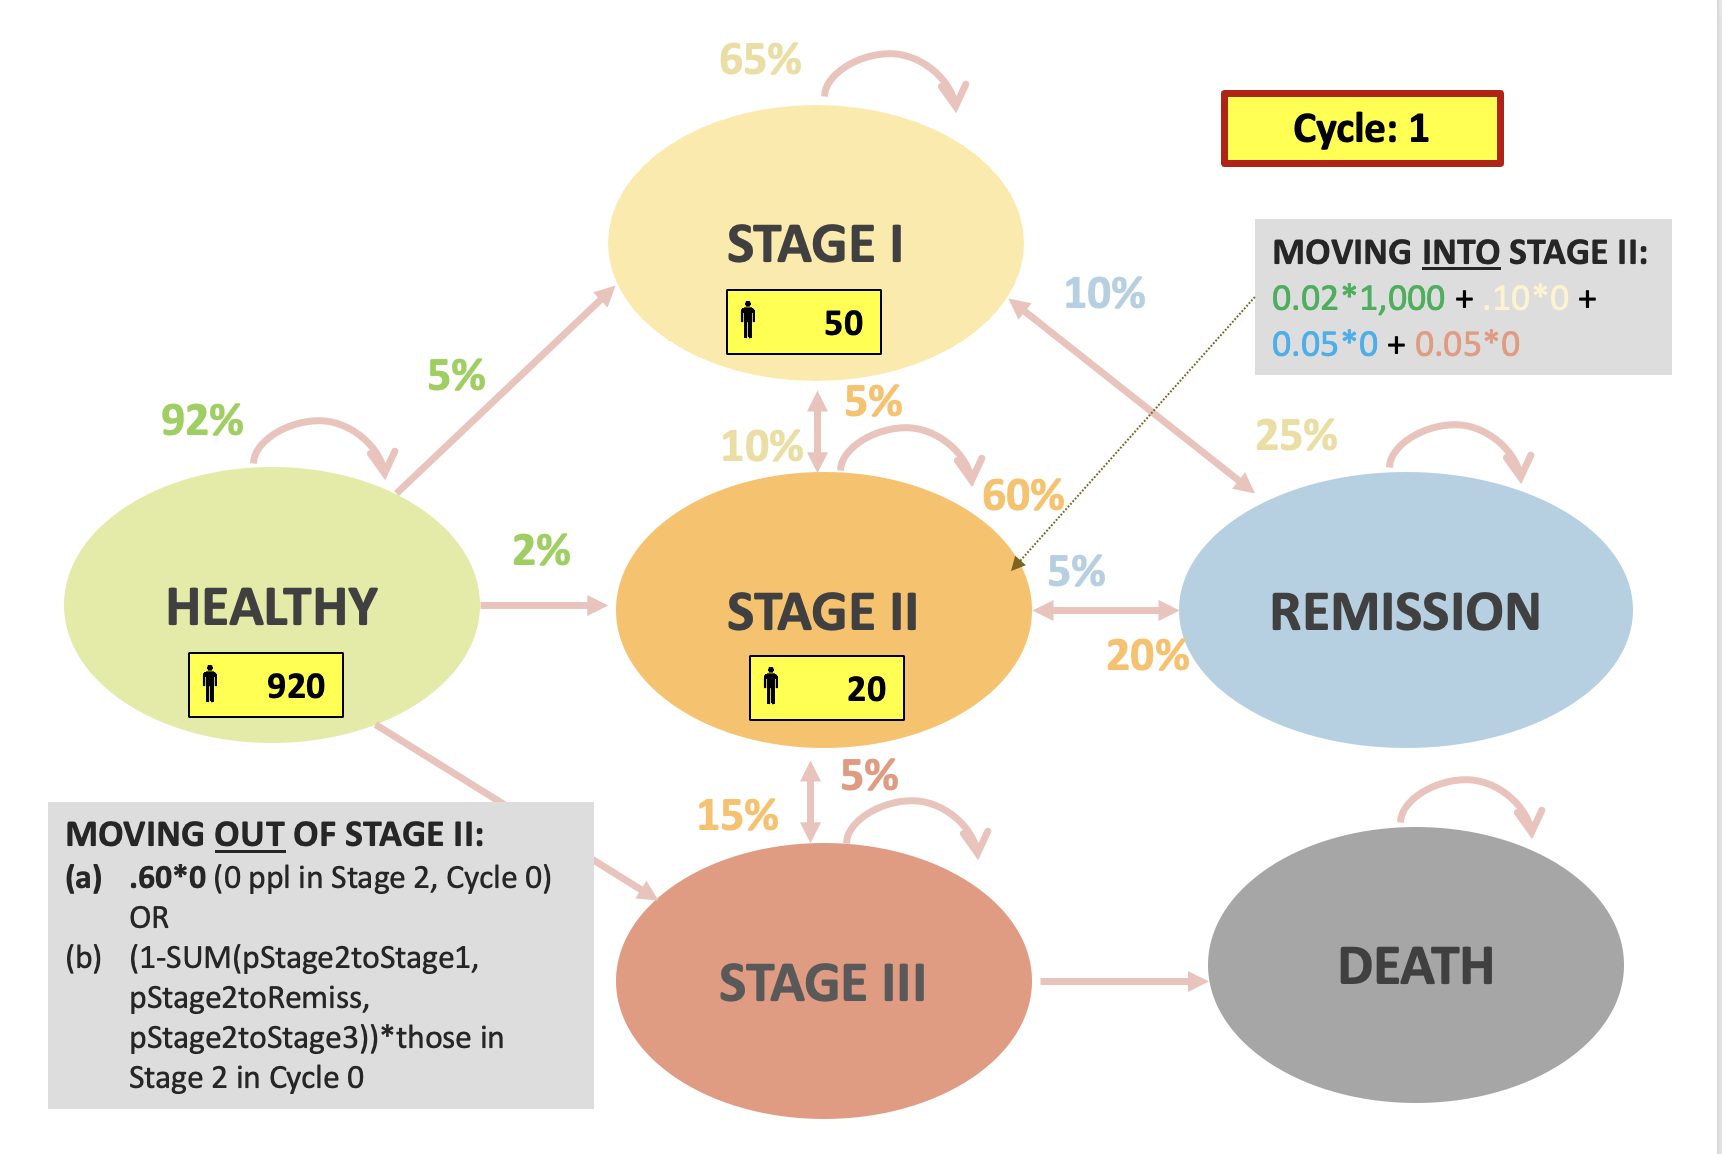 65%
Cycle: 1
STAGE I
50
MOVING INTO STAGE II:
0.02*1,000 + .10*0 +
0.05*0 + 0.05*0
10%
5%
92%
5%
10%
25%
60%
2%
5%
HEALTHY
STAGE II
REMISSION
20%
920
20
5%
15%
MOVING OUT OF STAGE II:
(a) .60*0 (0 ppl in Stage 2, Cycle 0)
OR
(b) (1-SUM(pStage2toStage1,
pStage2toRemiss,
pStage2toStage3))*those in
Stage 2 in Cycle 0
STAGE III
DEATH